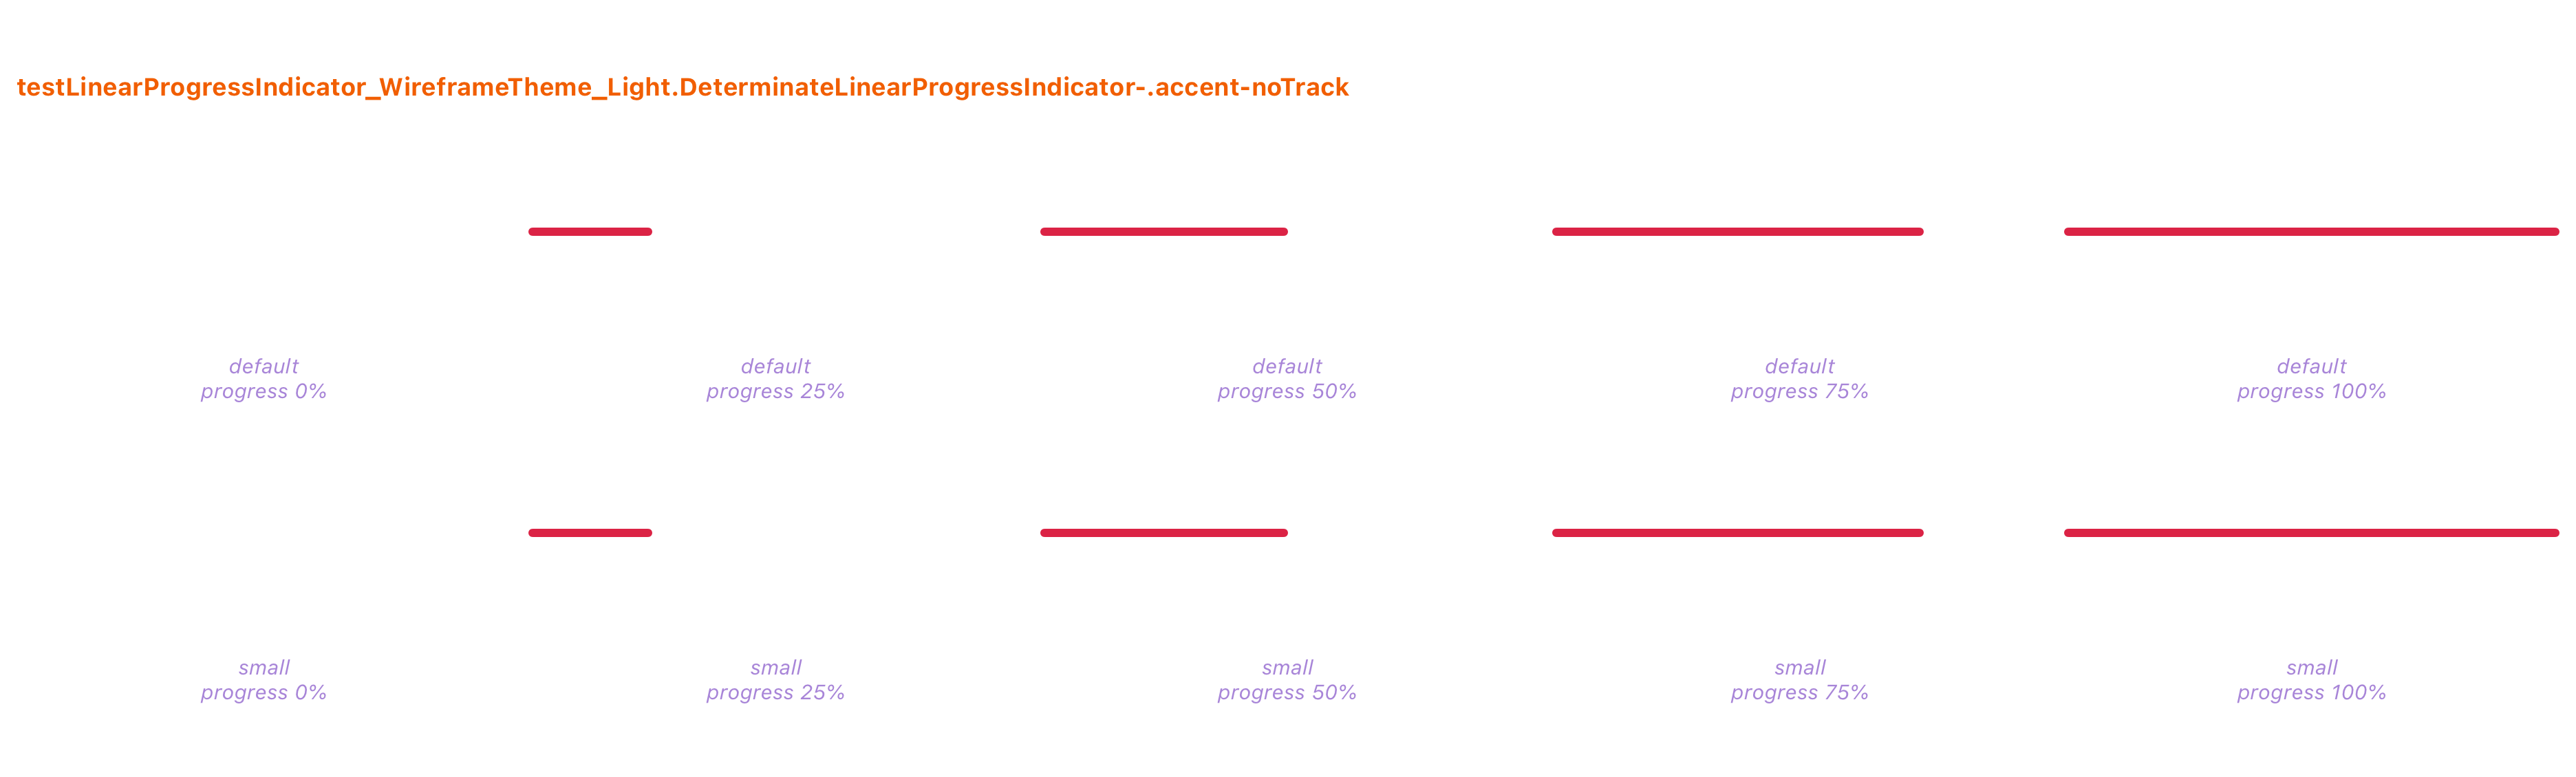 testLinearProgressIndicator_WireframeTheme_Light.DeterminateLinearProgressIndicator-.accent-noTrack
default
progress 0%
default
progress 25%
default
progress 50%
default
progress 75%
default
progress 100%
small
progress 0%
small
progress 25%
small
progress 50%
small
progress 75%
small
progress 100%